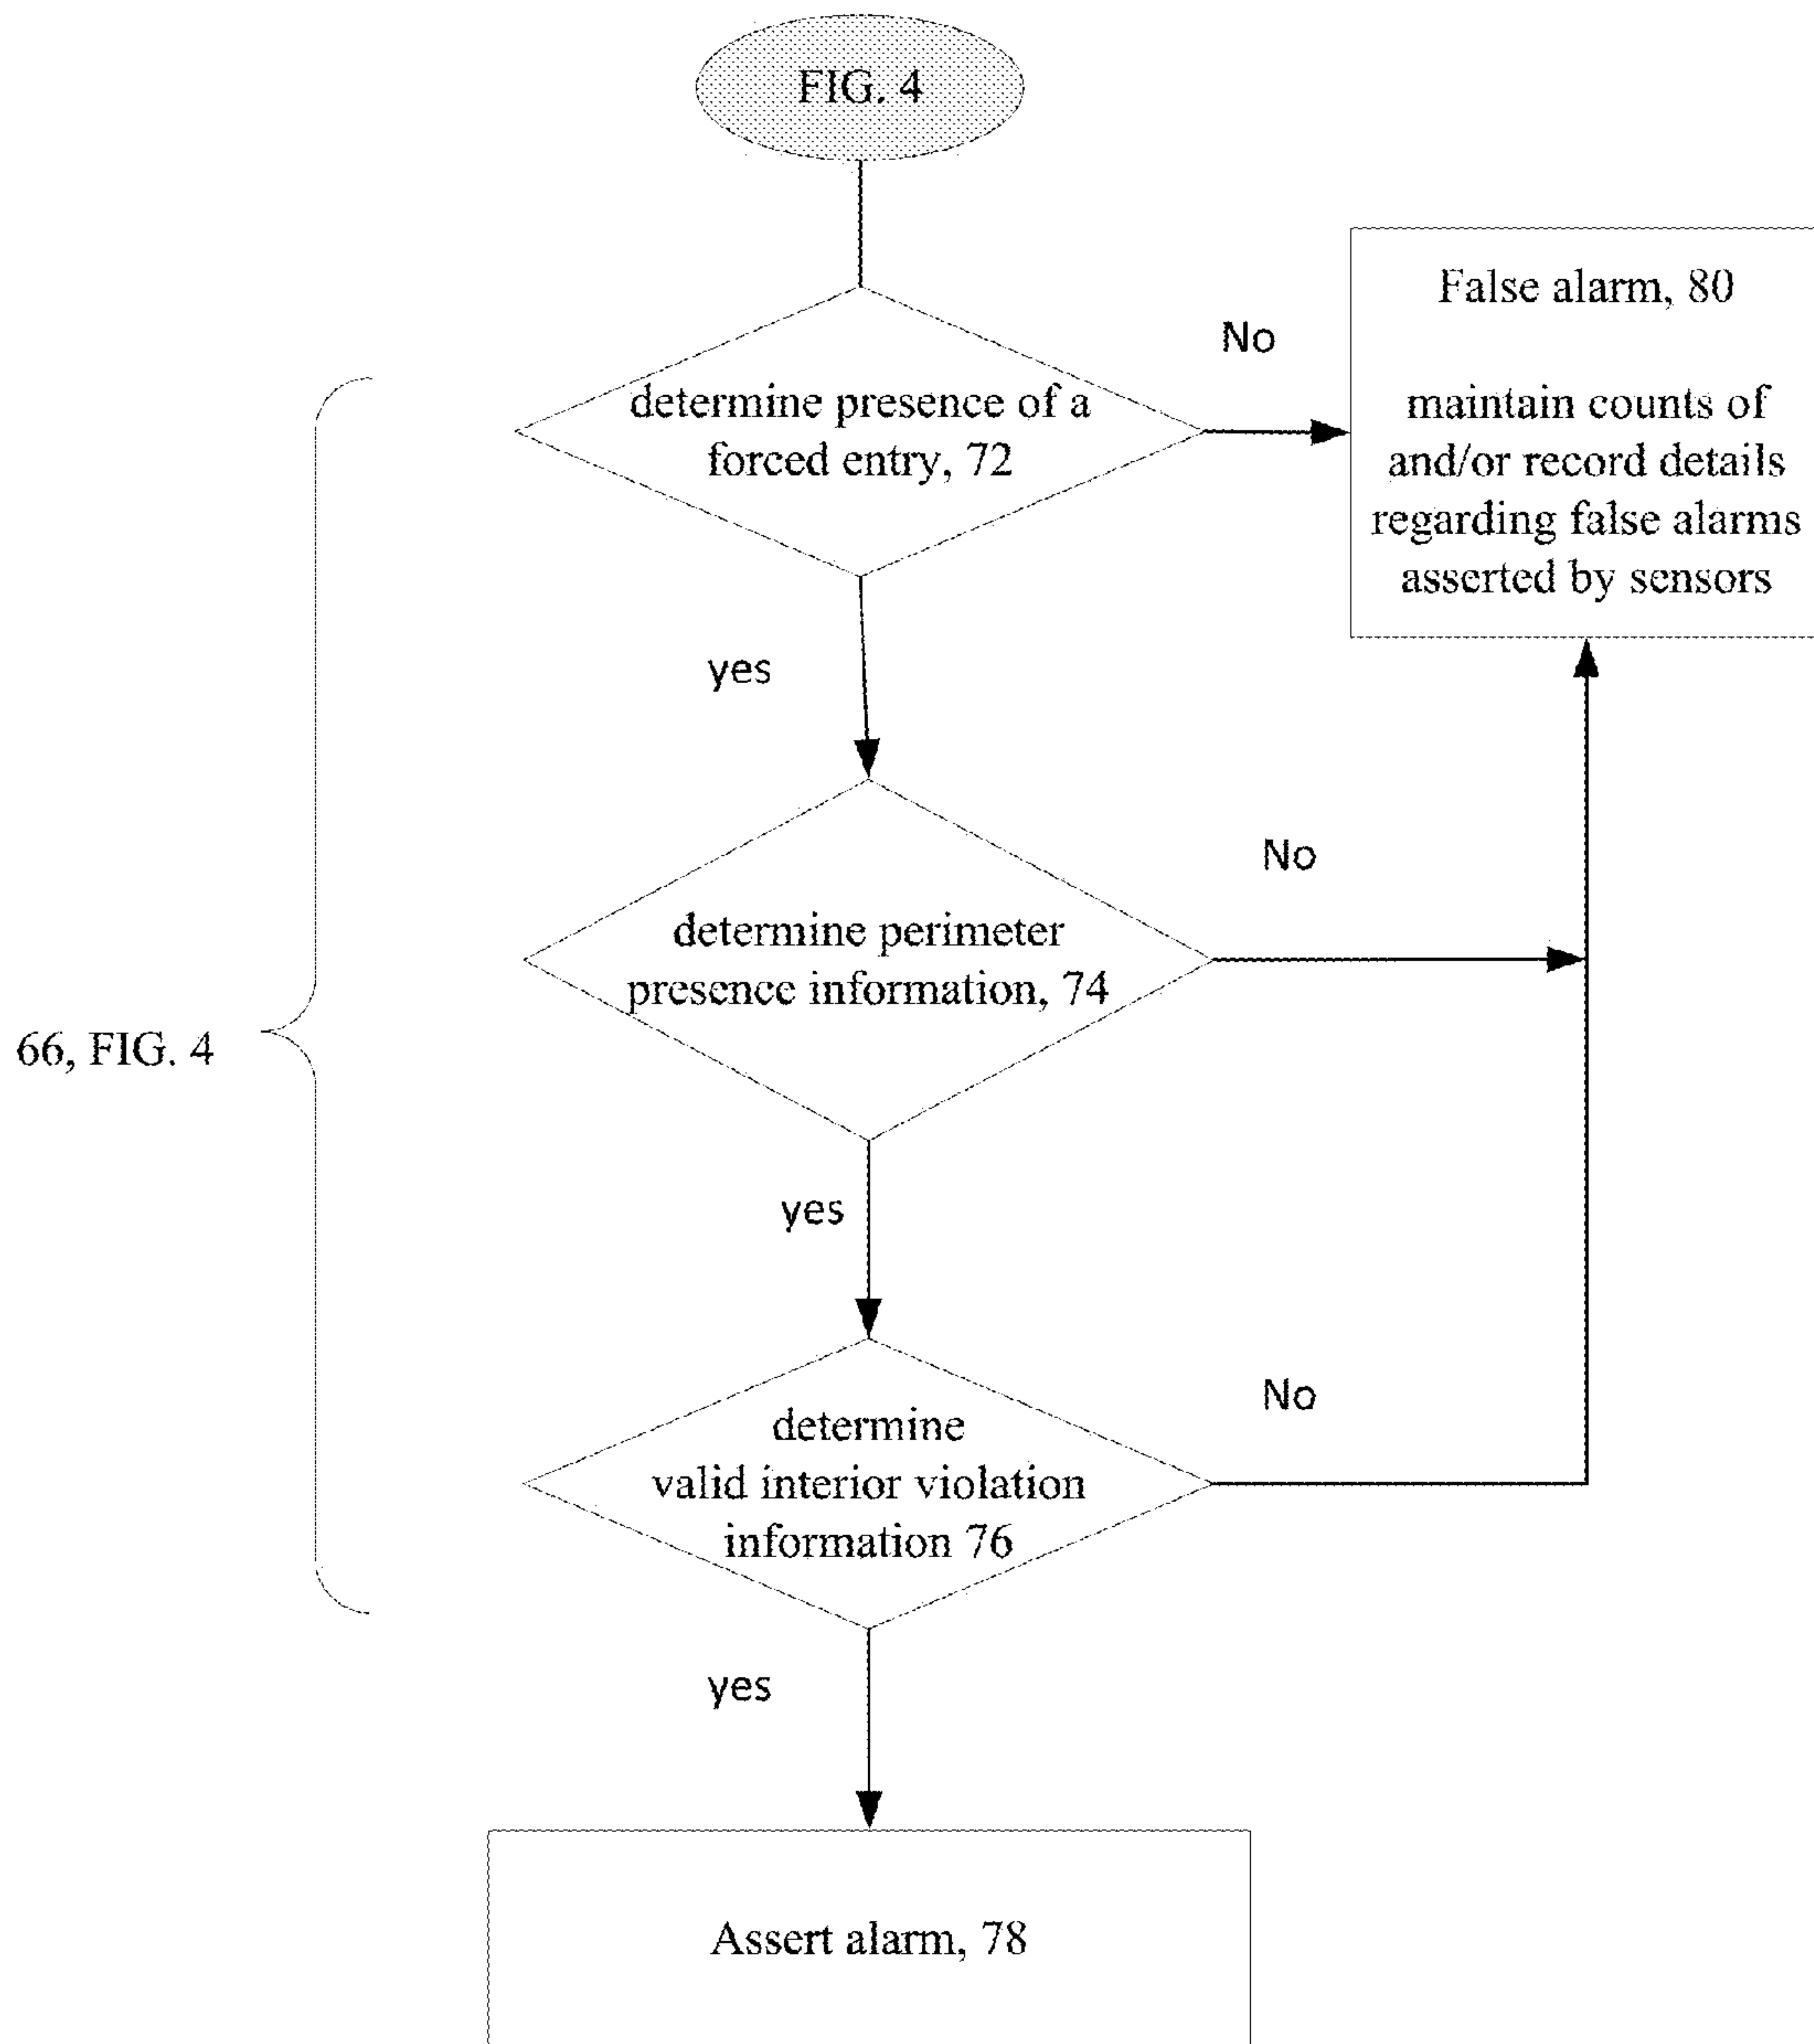 FIG. 4
No
False alarm, 80
maintain counts of
and/or record details
regarding false alarms
asserted by sensors
determine presence of a
forced entry, 72
yes
No
determine perimeter
presence information, 74
66, FIG. 4
yes
No
determine
valid interior violation
information 76
yes
Assert alarm, 78